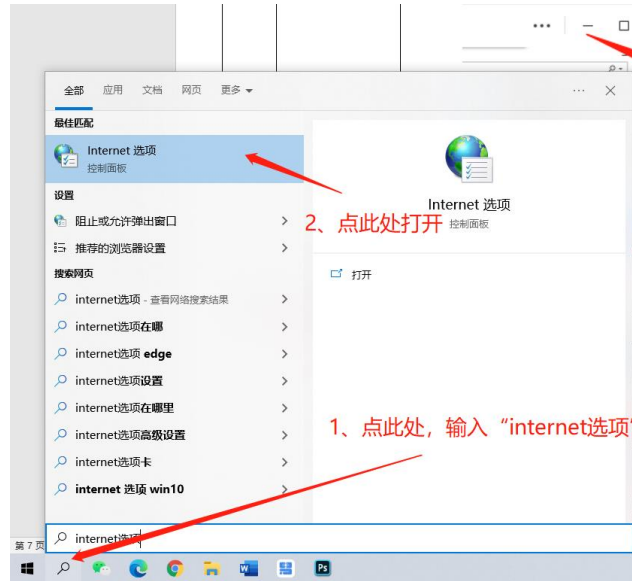 全部 应用 文档 网页 更多
最佳匹配
Internet 选项
控制面板
设置
阻止或允许弹出窗口
推荐的浏览器设置
搜索网页
internet选项 - 查看网络搜索结果
internet选项在哪
internet选项 edge
internet选项设置
internet选项在哪里
internet选项高级设置
internet选项卡
internet 选项 win10
Internet 选项
控制面板
打开
2、点此处打开
1、点此处，输入“internet选项”
第 7 页
internet选项
Ps